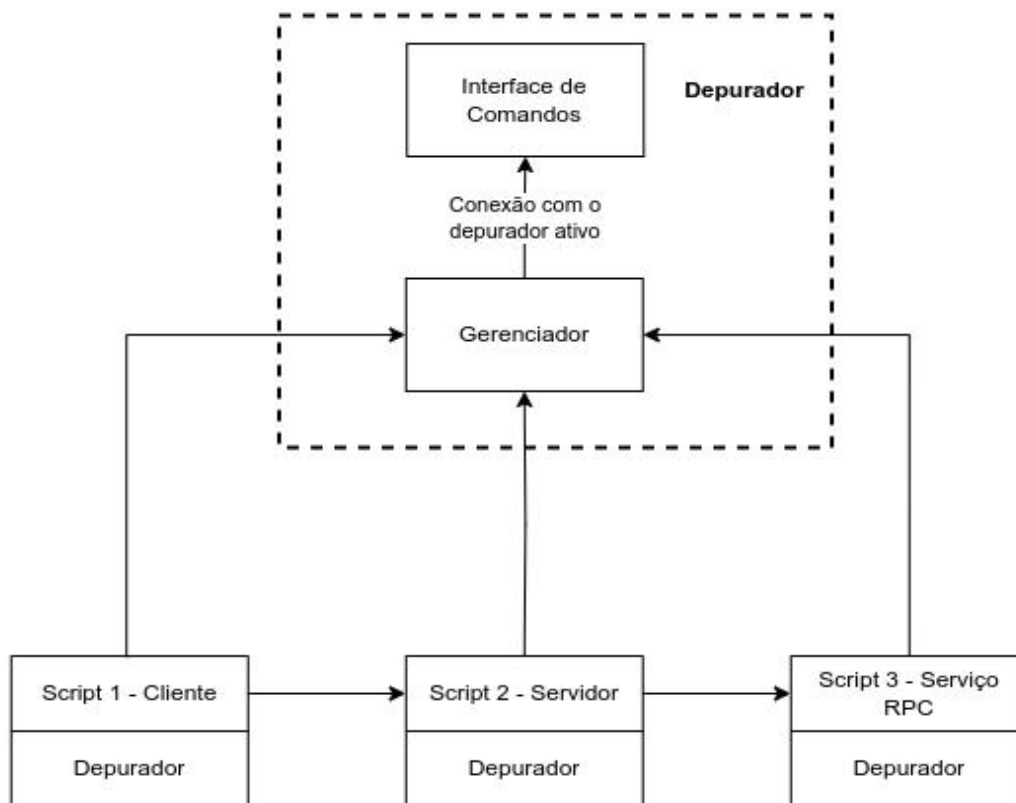 Interface de
Comandos
Depurador
Conexão com o
depurador ativo
Gerenciador
Script 1 - Cliente
Depurador
Script 2 - Servidor
Depurador
Script 3 - Serviço
RPC
Depurador